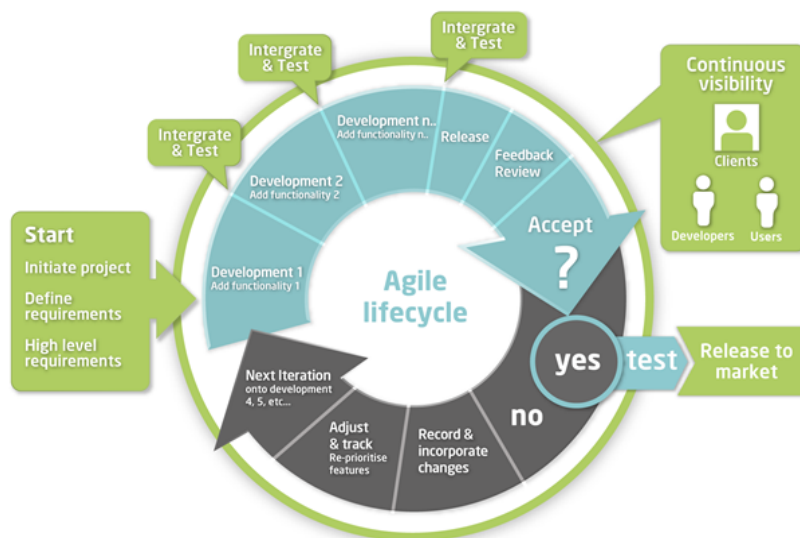 Intergrate
& Test
Intergrate
& Test
Intergrate
& Test
Continuous
visibility
Clients
Developers
Users
Start
Initiate project
Define
requirements
High level
requirements
Development 1
Add functionality 1
Development 2
Add functionality 2
Development n..
Add functionality n..
Release
Feedback
Review
Accept
?
Agile
lifecycle
yes
test
Release to
market
no
Record &
incorporate
changes
Adjust
& track
Re-prioritise
features
Next Iteration
onto development
4, 5, etc...